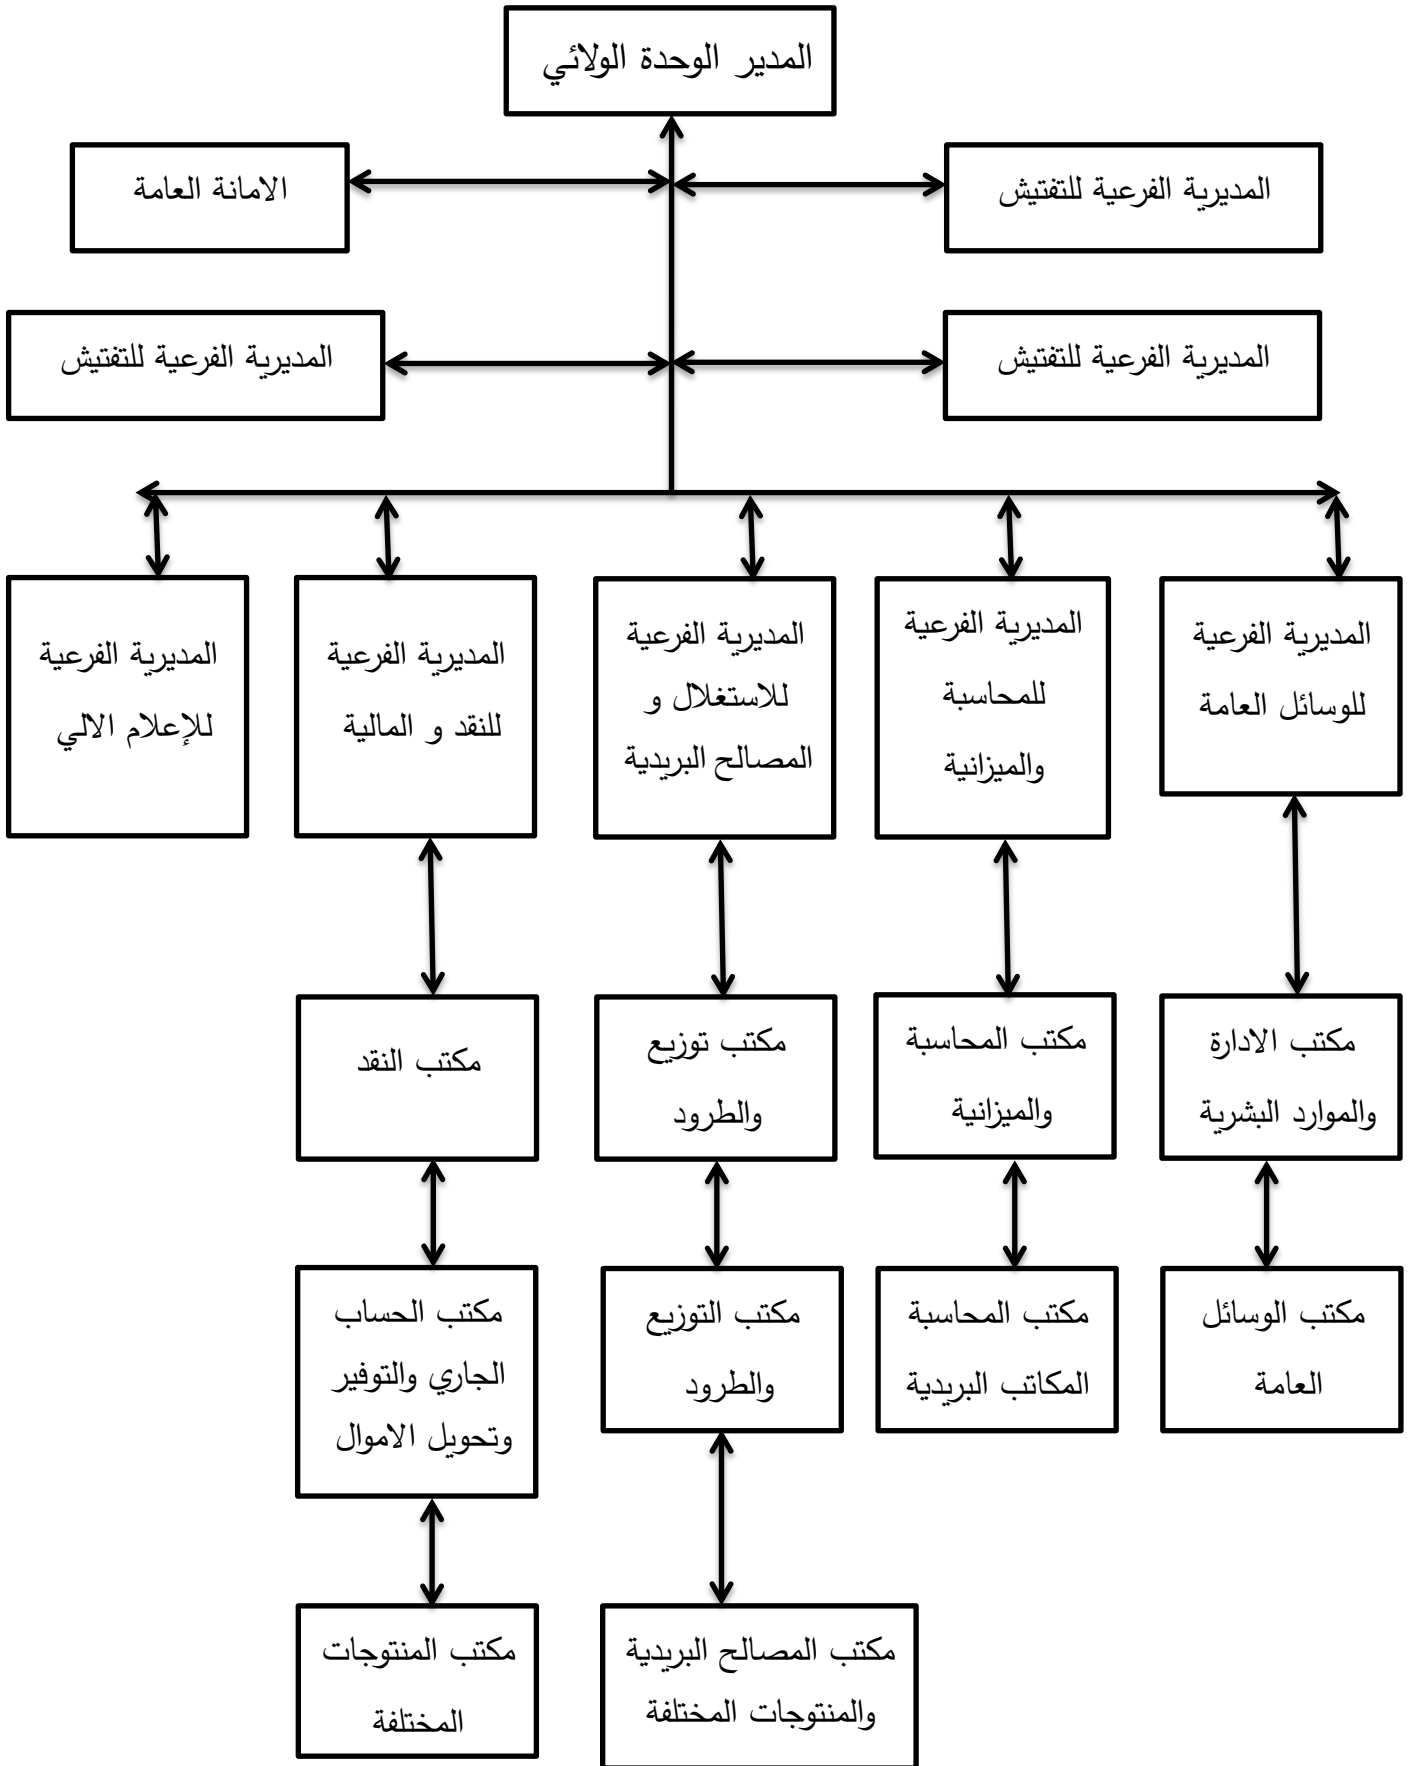 المدير الوحدة الولائي
المديرية الفرعية للتفتيش
الامانة العامة
المديرية الفرعية للتفتيش
المديرية الفرعية للتفتيش
المديرية الفرعية
للوسائل العامة
المديرية الفرعية
للمحاسبة
والميزانية
المديرية الفرعية
للاستغلال و
المصالح البريدية
المديرية الفرعية
للنقد و المالية
المديرية الفرعية
للإعلام الالي
مكتب الادارة
والموارد البشرية
مكتب المحاسبة
والميزانية
مكتب توزيع
والطرود
مكتب النقد
مكتب الوسائل
العامة
مكتب المحاسبة
المكاتب البريدية
مكتب التوزيع
والطرود
مكتب الحساب
الجاري والتوفير
وتحويل الاموال
مكتب المصالح البريدية
والمنتوجات المختلفة
مكتب المنتوجات
المختلفة